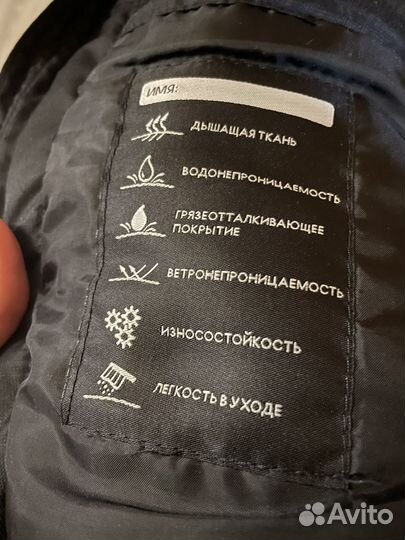 ИМЯ:
ДЫШАЩАЯ ТКАНЬ
ВОДОНЕПРОНИЦАЕМОСТЬ
ГРЯЗЕОТТАЛКИВАЮЩЕЕ
ПОКРЫТИЕ
ВЕТРОНЕПРОНИЦАЕМОСТЬ
ИЗНОСОСТОЙКОСТЬ
ЛЕГКОСТЬ В УХОДЕ
Avito